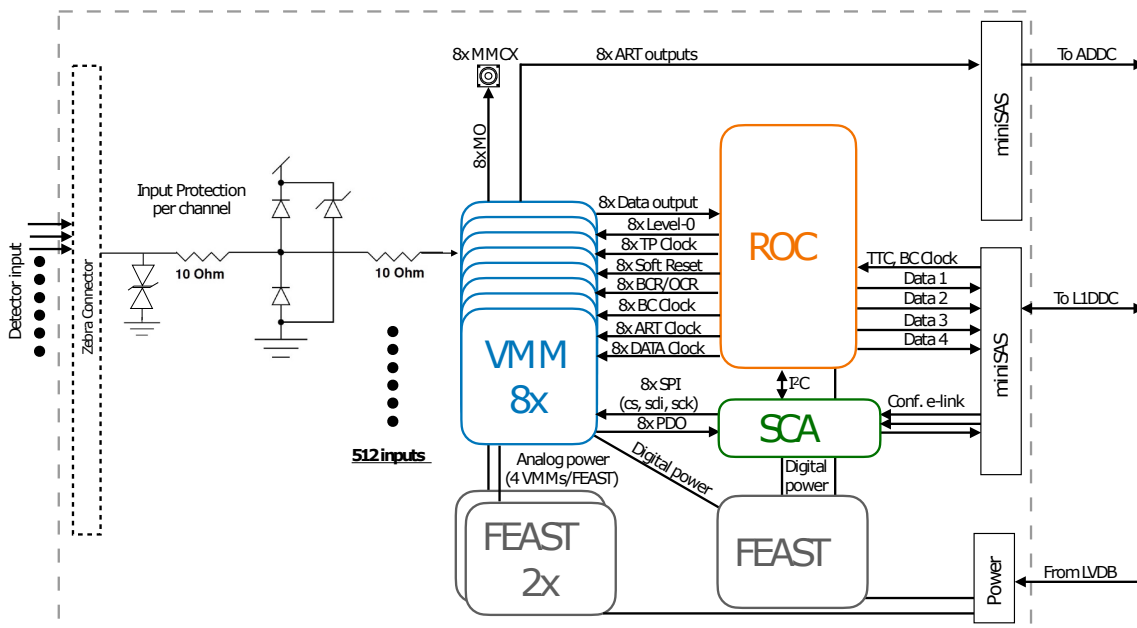 8x MMCX
8x ART outputs
To ADDC
miniSAS
8x MO
Input Protection
per channel
Detector input
Zebra Connector
10 Ohm
10 Ohm
8x Data output
8x Level-0
8x TP Clock
8x Soft Reset
8x BCR/OCR
8x BC Clock
8x ART Clock
8x DATA Clock
ROC
TTC, BC Clock
Data 1
Data 2
Data 3
Data 4
To L1DDC
miniSAS
VMM
8x
I²C
8x SPI
(cs, sdi, sck)
8x PDO
SCA
Conf. e-link
512 inputs
Analog power
(4 VMMs/FEAST)
Digital power
Digital
power
FEAST
2x
FEAST
Power
From LVDB